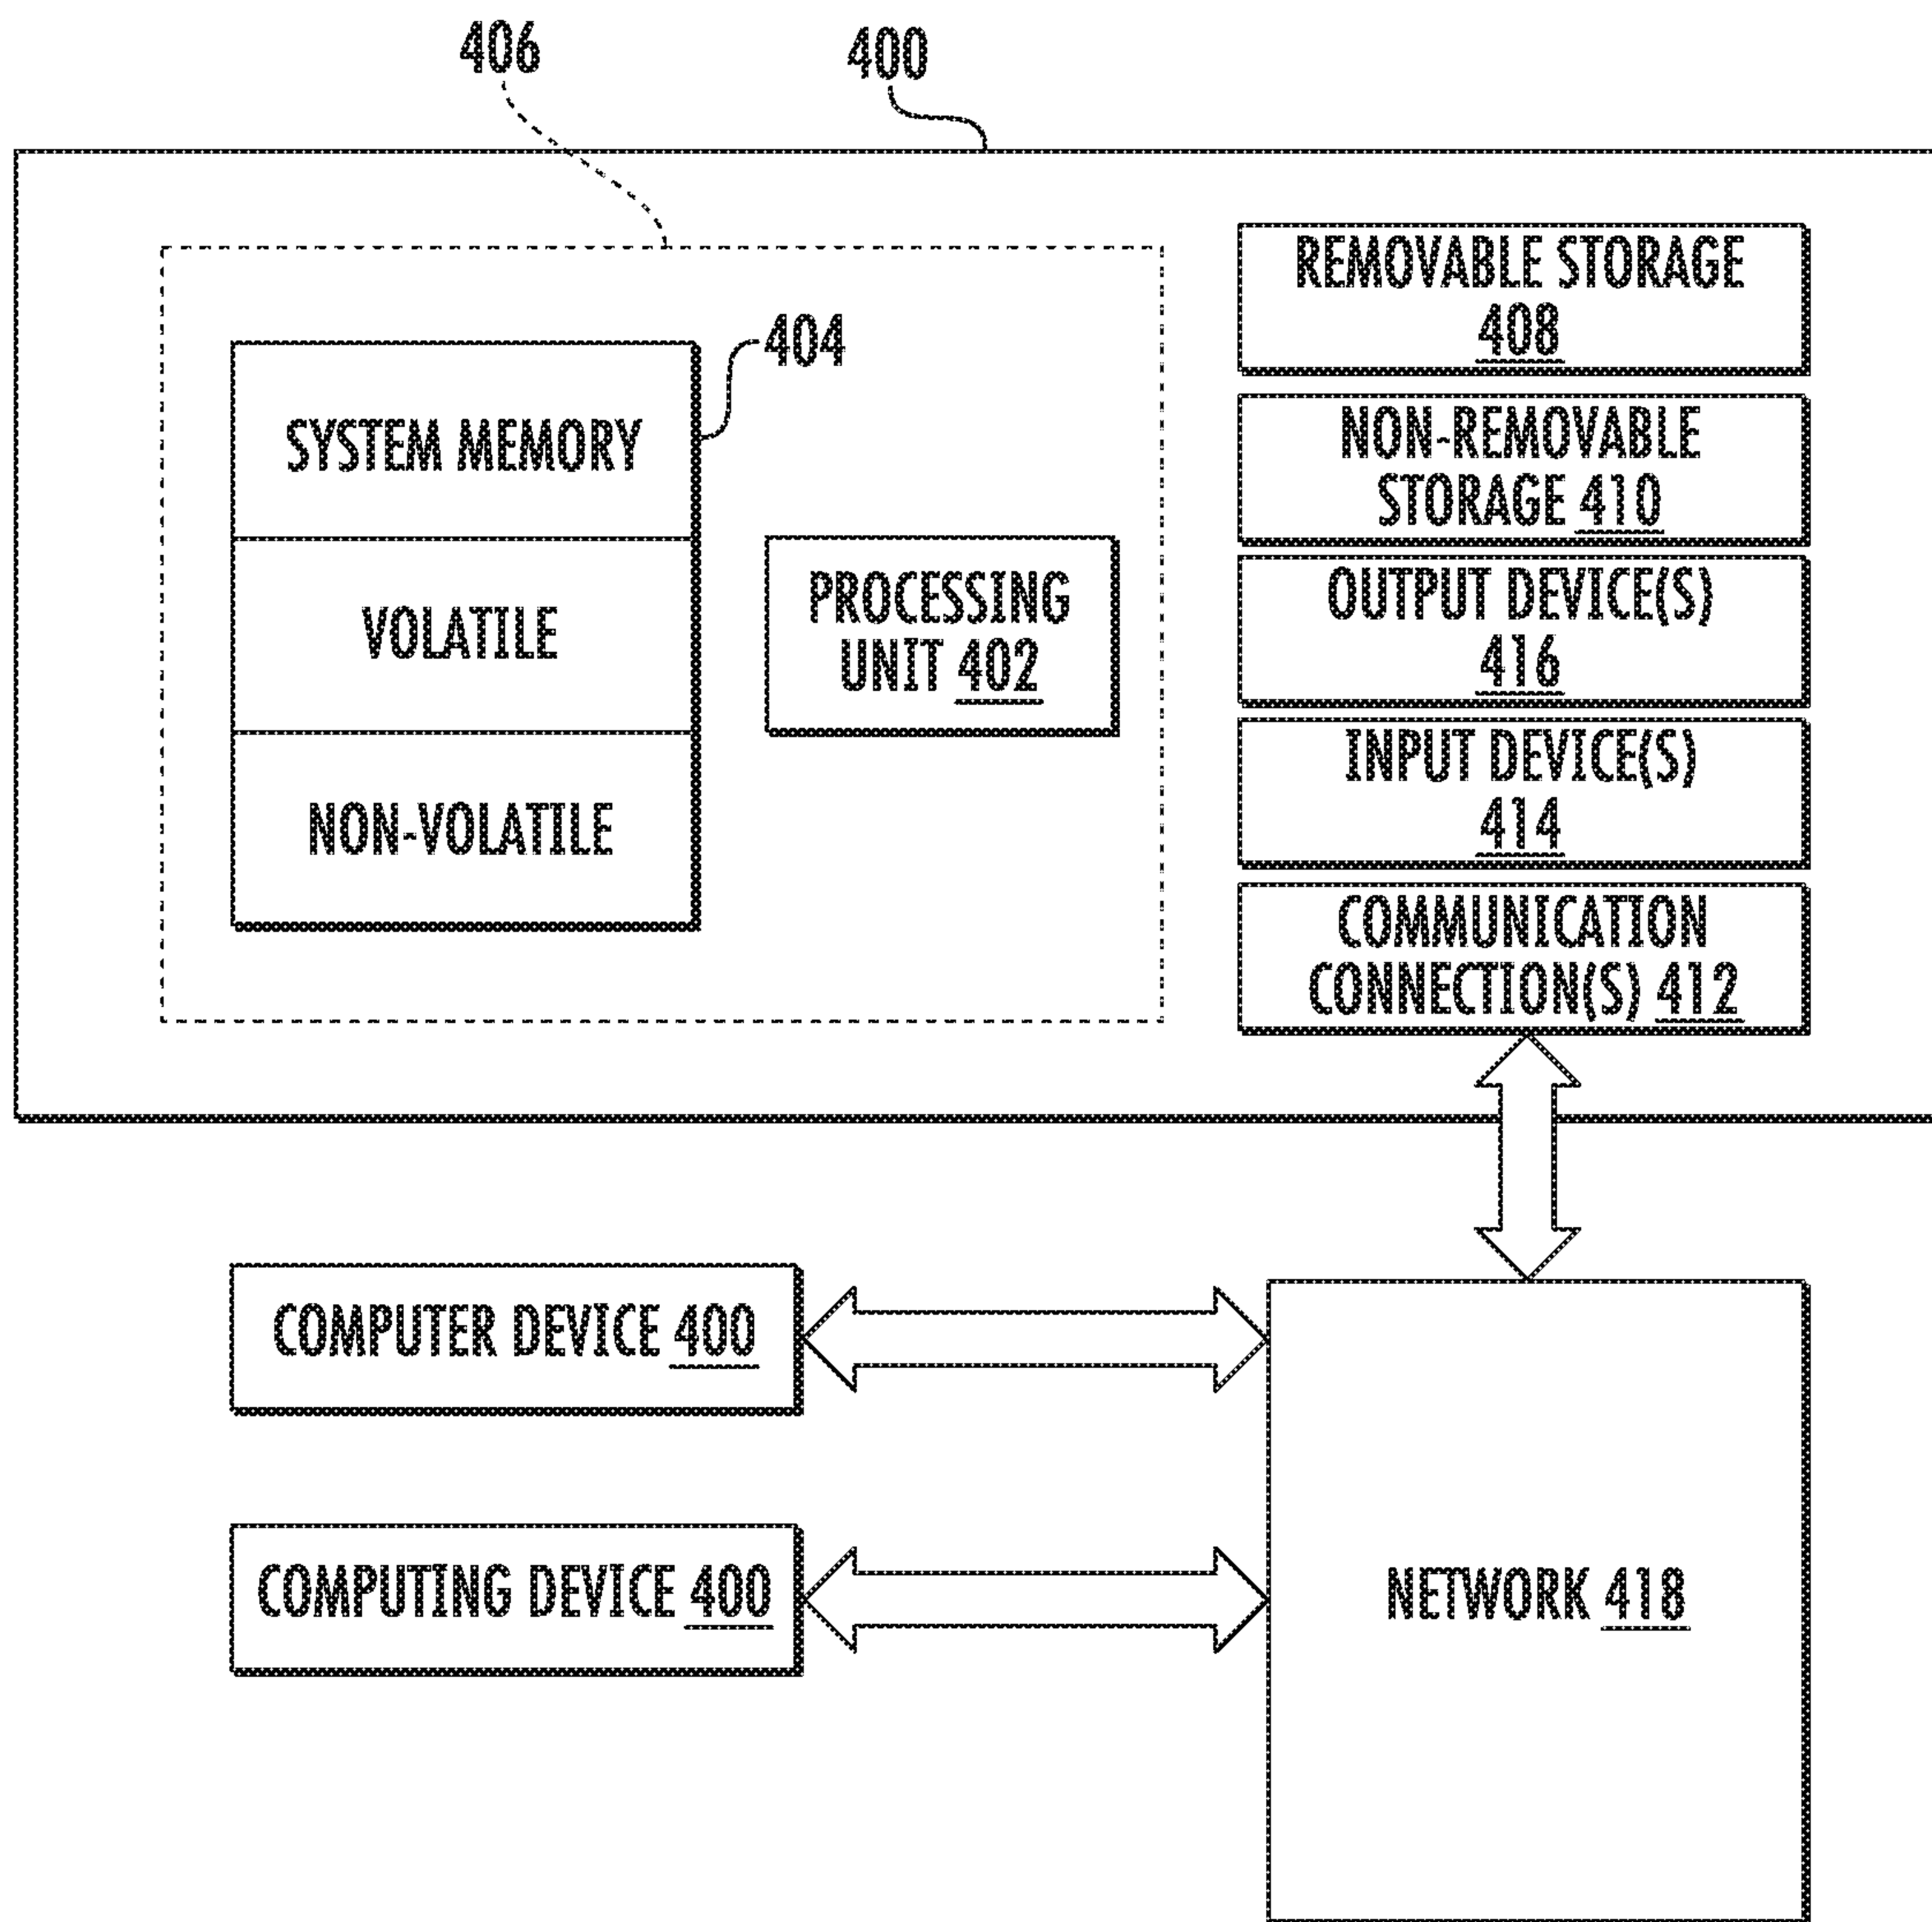 406
400
404
SYSTEM MEMORY
VOLATILE
NON-VOLATILE
PROCESSING
UNIT 402
REMOVABLE STORAGE
408
NON-REMOVABLE
STORAGE 410
OUTPUT DEVICE(S)
416
INPUT DEVICE(S)
414
COMMUNICATION
CONNECTION(S) 412
COMPUTER DEVICE 400
COMPUTING DEVICE 400
NETWORK 418